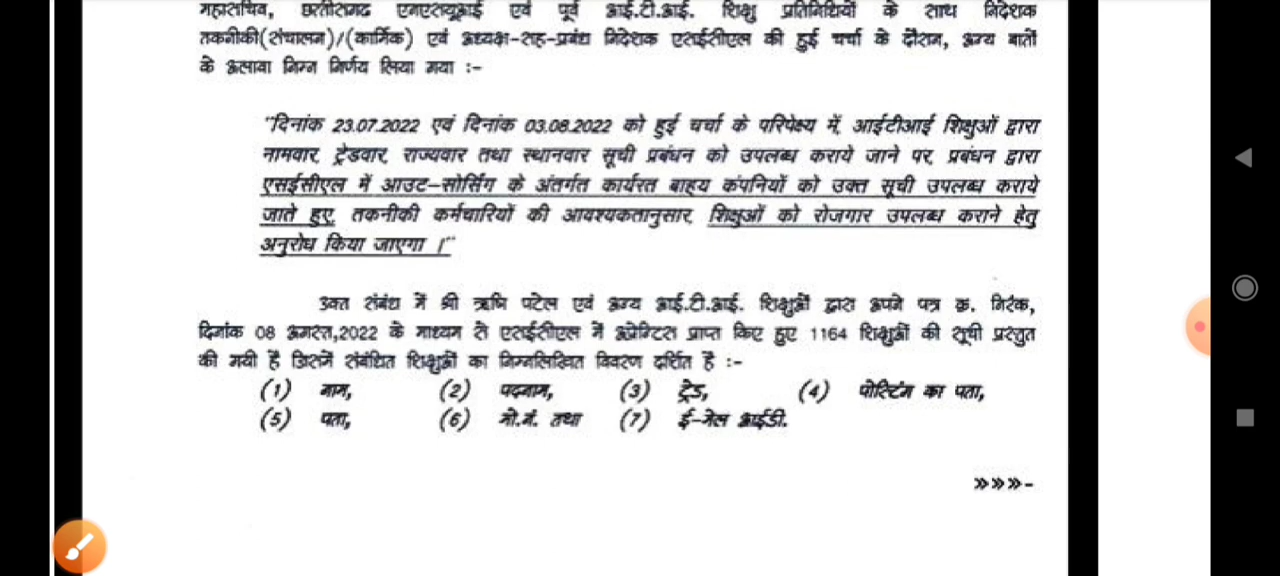 महासचिव, छत्तीसगढ़ एनएसयूआई एवं पूर्व आई.टी.आई. शिक्षु प्रतिनिधियों के साथ निदेशक
तकनीकी(संचालन)/(कार्मिक) एवं अध्यक्ष-सह-प्रबंध निदेशक एसईसीएल की हुई चर्चा के दौरान, अन्य बातों
के अलावा निम्न निर्णय लिया गया :-
"दिनांक 23.07.2022 एवं दिनांक 03.08.2022 को हुई चर्चा के परिपेक्ष्य में, आईटीआई शिक्षुओं द्वारा
नामवार, ट्रेडवार, राज्यवार तथा स्थानवार सूची प्रबंधन को उपलब्ध कराये जाने पर, प्रबंधन द्वारा
एसईसीएल में आउट-सोर्सिंग के अंतर्गत कार्यरत बाहय कंपनियों को उक्त सूची उपलब्ध कराये
जाते हुए, तकनीकी कर्मचारियों की आवश्यकतानुसार, शिक्षुओं को रोजगार उपलब्ध कराने हेतु
अनुरोध किया जाएगा ।"
उक्त संबंध में श्री ऋषि पटेल एवं अन्य आई.टी.आई. शिक्षुओं द्वारा अपने पत्र क्र. निरंक,
दिनांक 08 अगस्त,2022 के माध्यम से एसईसीएल में अप्रेन्टिस प्राप्त किए हुए 1164 शिक्षुओं की सूची प्रस्तुत
की गयी है जिसमें संबंधित शिक्षुओं का निम्नलिखित विवरण दर्शित है :-
(1) नाम, (2) पदनाम, (3) ट्रेड, (4) पोस्टिंग का पता,
(5) पता, (6) मो.नं. तथा (7) ई-मेल आईडी.
»»»-